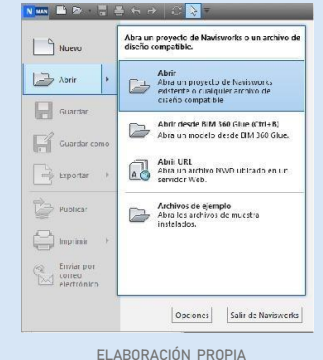 N MAN
Nuevo
Abrir
Guardar
Guardar como
Exportar
Publicar
Imprimir
Enviar por
correo
electrónico
Abra un proyecto de Navisworks o un archivo de
diseño compatible.
Abrir
Abra un proyecto de Navisworks
existente o cualquier archivo de
diseño compatible
Abrir desde BIM 360 Glue (Ctrl+B)
Abra un modelo desde BIM 360 Glue.
Abrir URL
Abra un archivo NWD ubicado en un
servidor Web.
Archivos de ejemplo
Abra los archivos de muestra
instalados.
Opciones
Salir de Navisworks
ELABORACIÓN PROPIA